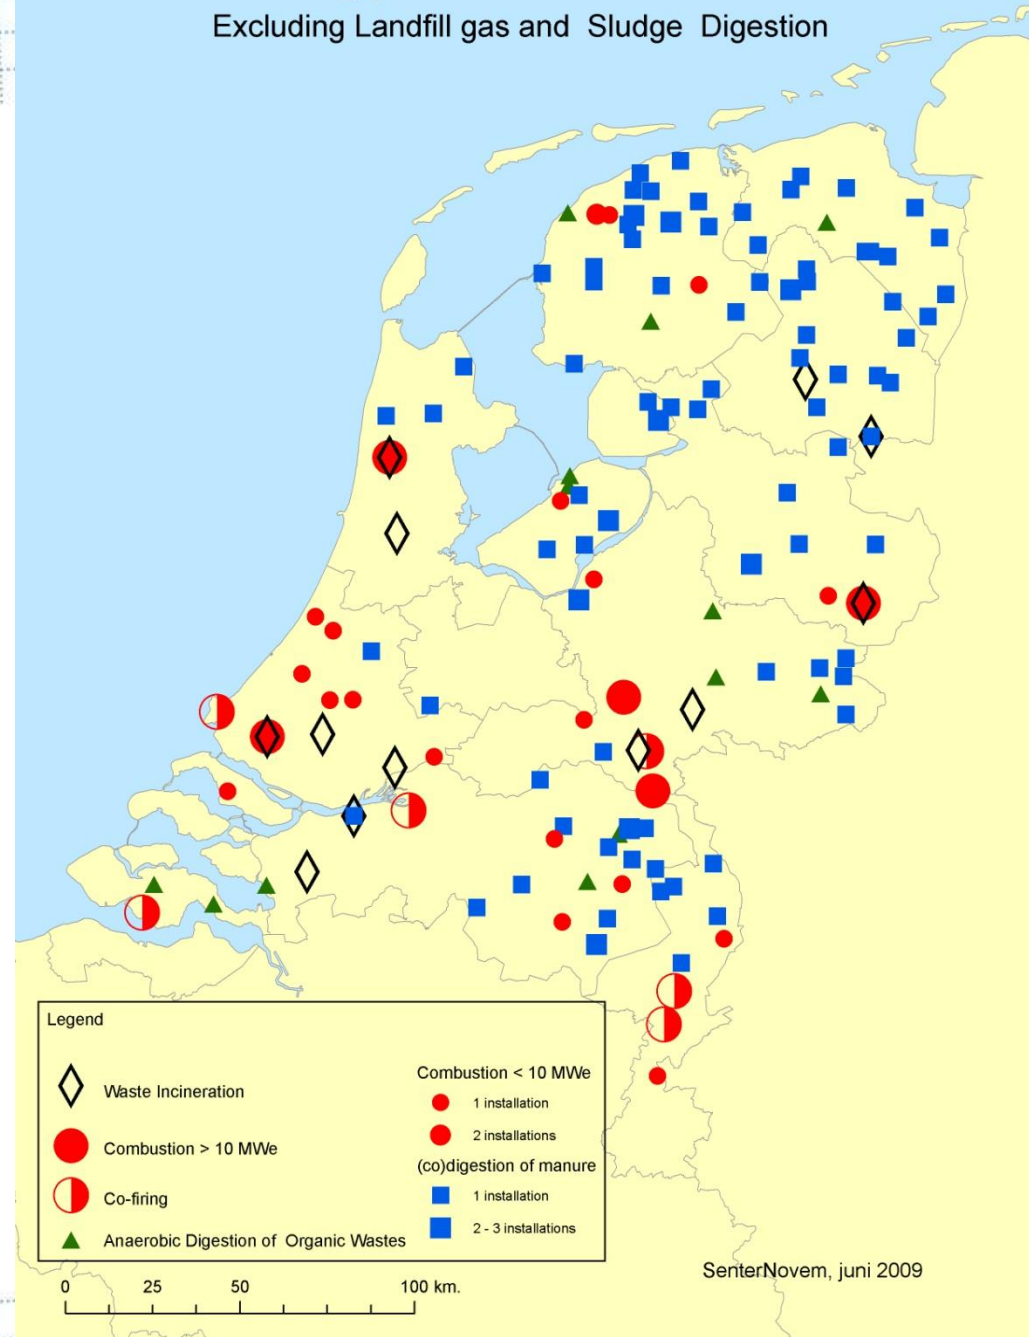 Excluding Landfill gas and Sludge Digestion
Legend
Waste Incineration
Combustion > 10 MWe
Co-firing
Anaerobic Digestion of Organic Wastes
Combustion < 10 MWe
1 installation
2 installations
(co)digestion of manure
1 installation
2 - 3 installations
SenterNovem, juni 2009
0 25 50 100 km.